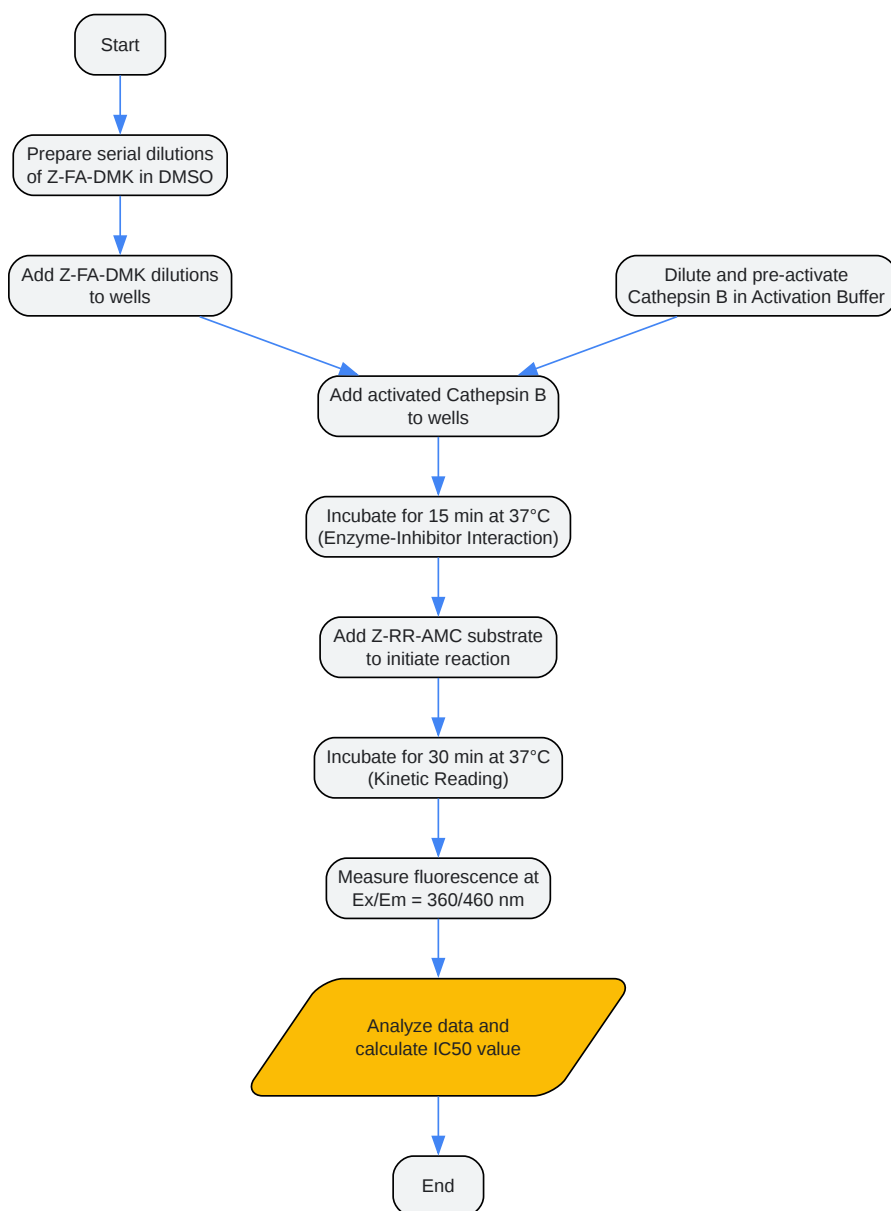 Start
Prepare serial dilutions
of Z-FA-DMK in DMSO
Add Z-FA-DMK dilutions
to wells
Dilute and pre-activate
Cathepsin B in Activation Buffer
Add activated Cathepsin B
to wells
Incubate for 15 min at 37°C
(Enzyme-Inhibitor Interaction)
Add Z-RR-AMC substrate
to initiate reaction
Incubate for 30 min at 37°C
(Kinetic Reading)
Measure fluorescence at
Ex/Em = 360/460 nm
Analyze data and
calculate IC50 value
End